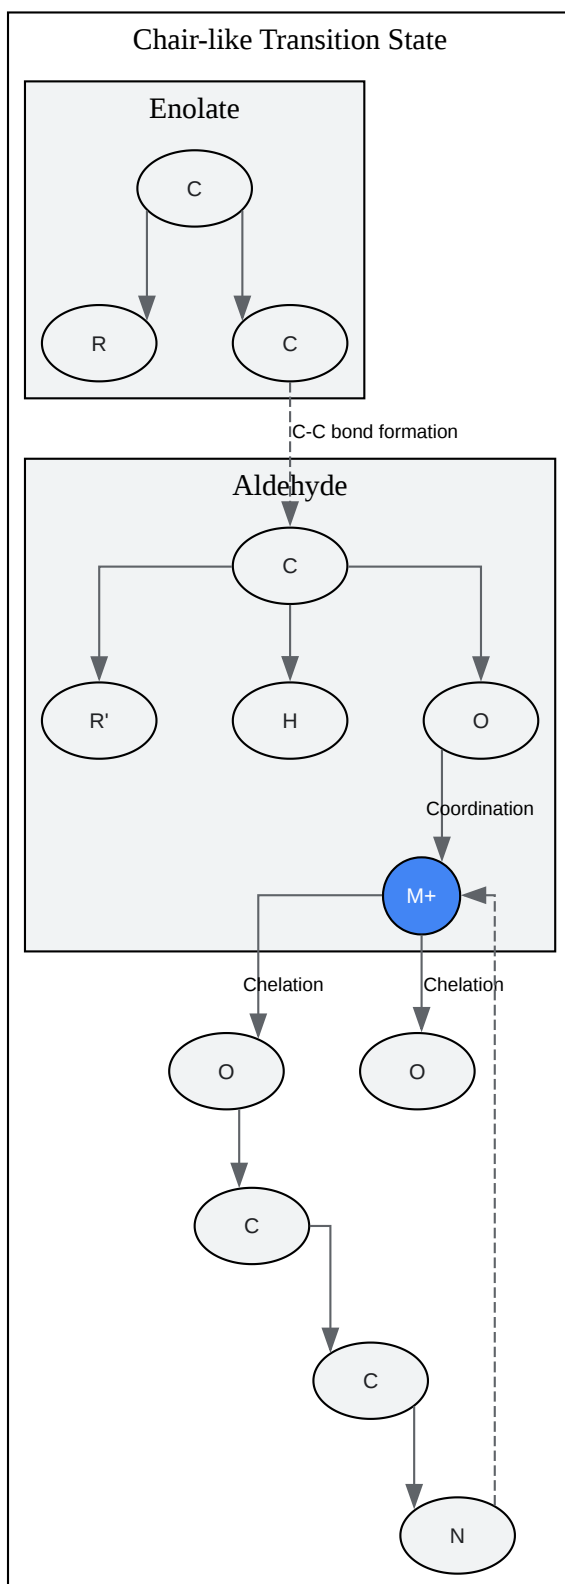 Chair-like Transition State
Enolate
C
R
C
C-C bond formation
Aldehyde
C
R'
H
O
Coordination
M+
Chelation
Chelation
O
O
C
C
N